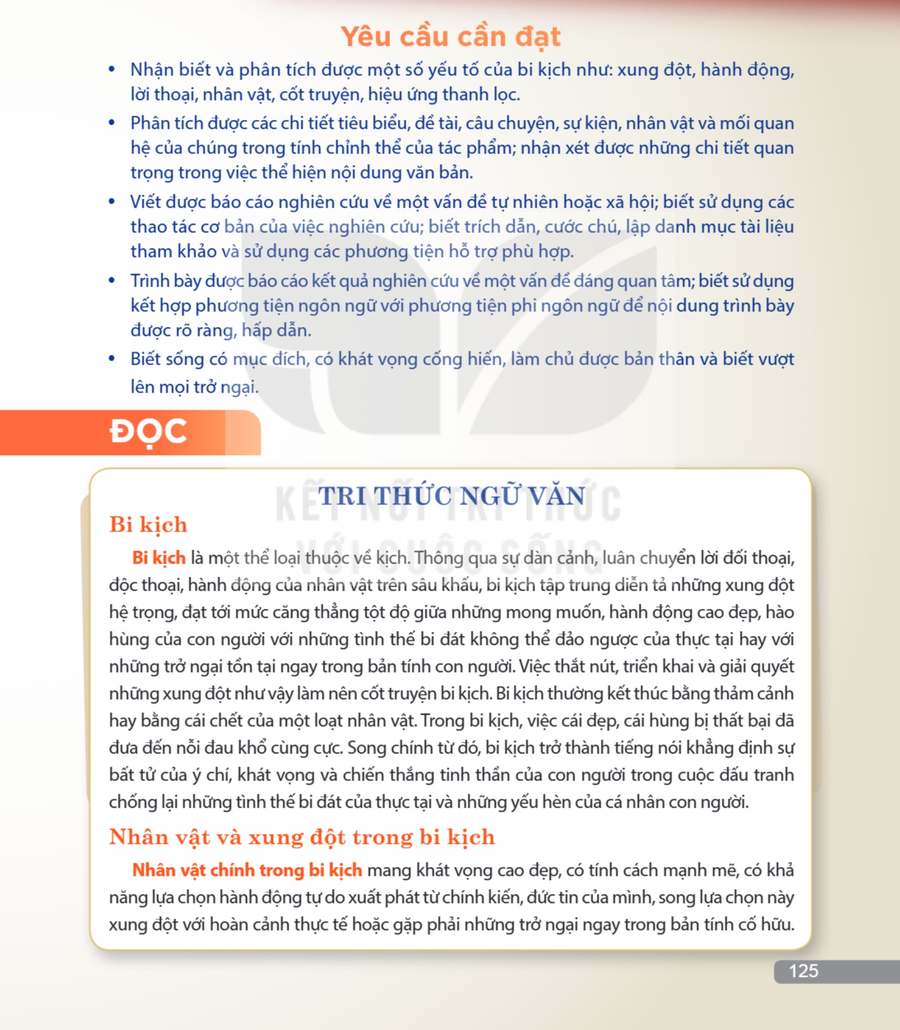 Yêu cầu cần đạt
• Nhận biết và phân tích được một số yếu tố của bi kịch như: xung đột, hành động,
lời thoại, nhân vật, cốt truyện, hiệu ứng thanh lọc.
• Phân tích được các chi tiết tiêu biểu, đề tài, câu chuyện, sự kiện, nhân vật và mối quan
hệ của chúng trong tính chỉnh thể của tác phẩm; nhận xét được những chi tiết quan
trọng trong việc thể hiện nội dung văn bản.
• Viết được báo cáo nghiên cứu về một vấn đề tự nhiên hoặc xã hội; biết sử dụng các
thao tác cơ bản của việc nghiên cứu; biết trích dẫn, cước chú, lập danh mục tài liệu
tham khảo và sử dụng các phương tiện hỗ trợ phù hợp.
• Trình bày được báo cáo kết quả nghiên cứu về một vấn đề đáng quan tâm; biết sử dụng
kết hợp phương tiện ngôn ngữ với phương tiện phi ngôn ngữ để nội dung trình bày
được rõ ràng, hấp dẫn.
• Biết sống có mục đích, có khát vọng cống hiến, làm chủ được bản thân và biết vượt
lên mọi trở ngại.
ĐỌC
TRI THỨC NGỮ VĂN
KẾT NỐI TRI THỨC
VỚI CUỘC SỐNG
Bi kịch
Bi kịch là một thể loại thuộc về kịch. Thông qua sự dàn cảnh, luân chuyển lời đối thoại,
độc thoại, hành động của nhân vật trên sâu khấu, bi kịch tập trung diễn tả những xung đột
hệ trọng, đạt tới mức căng thẳng tột độ giữa những mong muốn, hành động cao đẹp, hào
hùng của con người với những tình thế bi đát không thể đảo ngược của thực tại hay với
những trở ngại tồn tại ngay trong bản tính con người. Việc thắt nút, triển khai và giải quyết
những xung đột như vậy làm nên cốt truyện bi kịch. Bi kịch thường kết thúc bằng thảm cảnh
hay bằng cái chết của một loạt nhân vật. Trong bi kịch, việc cái đẹp, cái hùng bị thất bại đã
đưa đến nỗi đau khổ cùng cực. Song chính từ đó, bi kịch trở thành tiếng nói khẳng định sự
bất tử của ý chí, khát vọng và chiến thắng tinh thần của con người trong cuộc đấu tranh
chống lại những tình thế bi đát của thực tại và những yếu hèn của cá nhân con người.
Nhân vật và xung đột trong bi kịch
Nhân vật chính trong bi kịch mang khát vọng cao đẹp, có tính cách mạnh mẽ, có khả
năng lựa chọn hành động tự do xuất phát từ chính kiến, đức tin của mình, song lựa chọn này
xung đột với hoàn cảnh thực tế hoặc gặp phải những trở ngại ngay trong bản tính cố hữu.
125